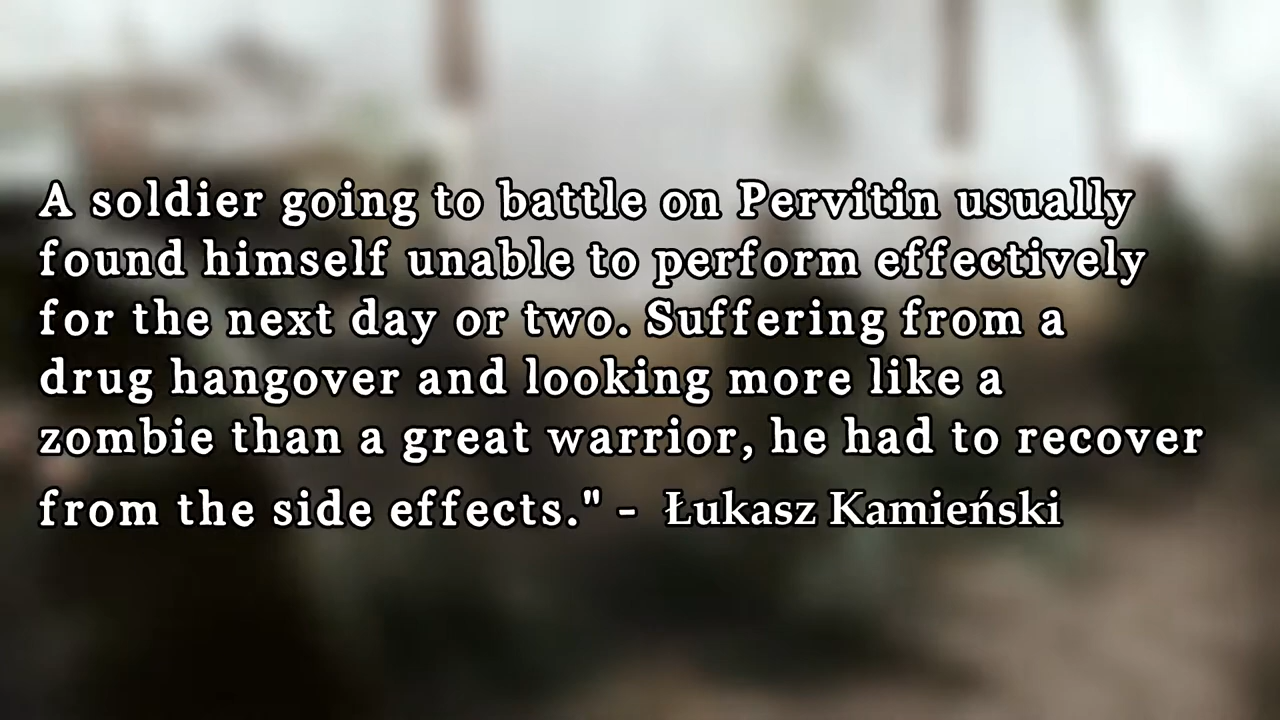 A soldier going to battle on Pervitin usually
found himself unable to perform effectively
for the next day or two. Suffering from a
drug hangover and looking more like a
zombie than a great warrior, he had to recover
from the side effects." - Łukasz Kamieński